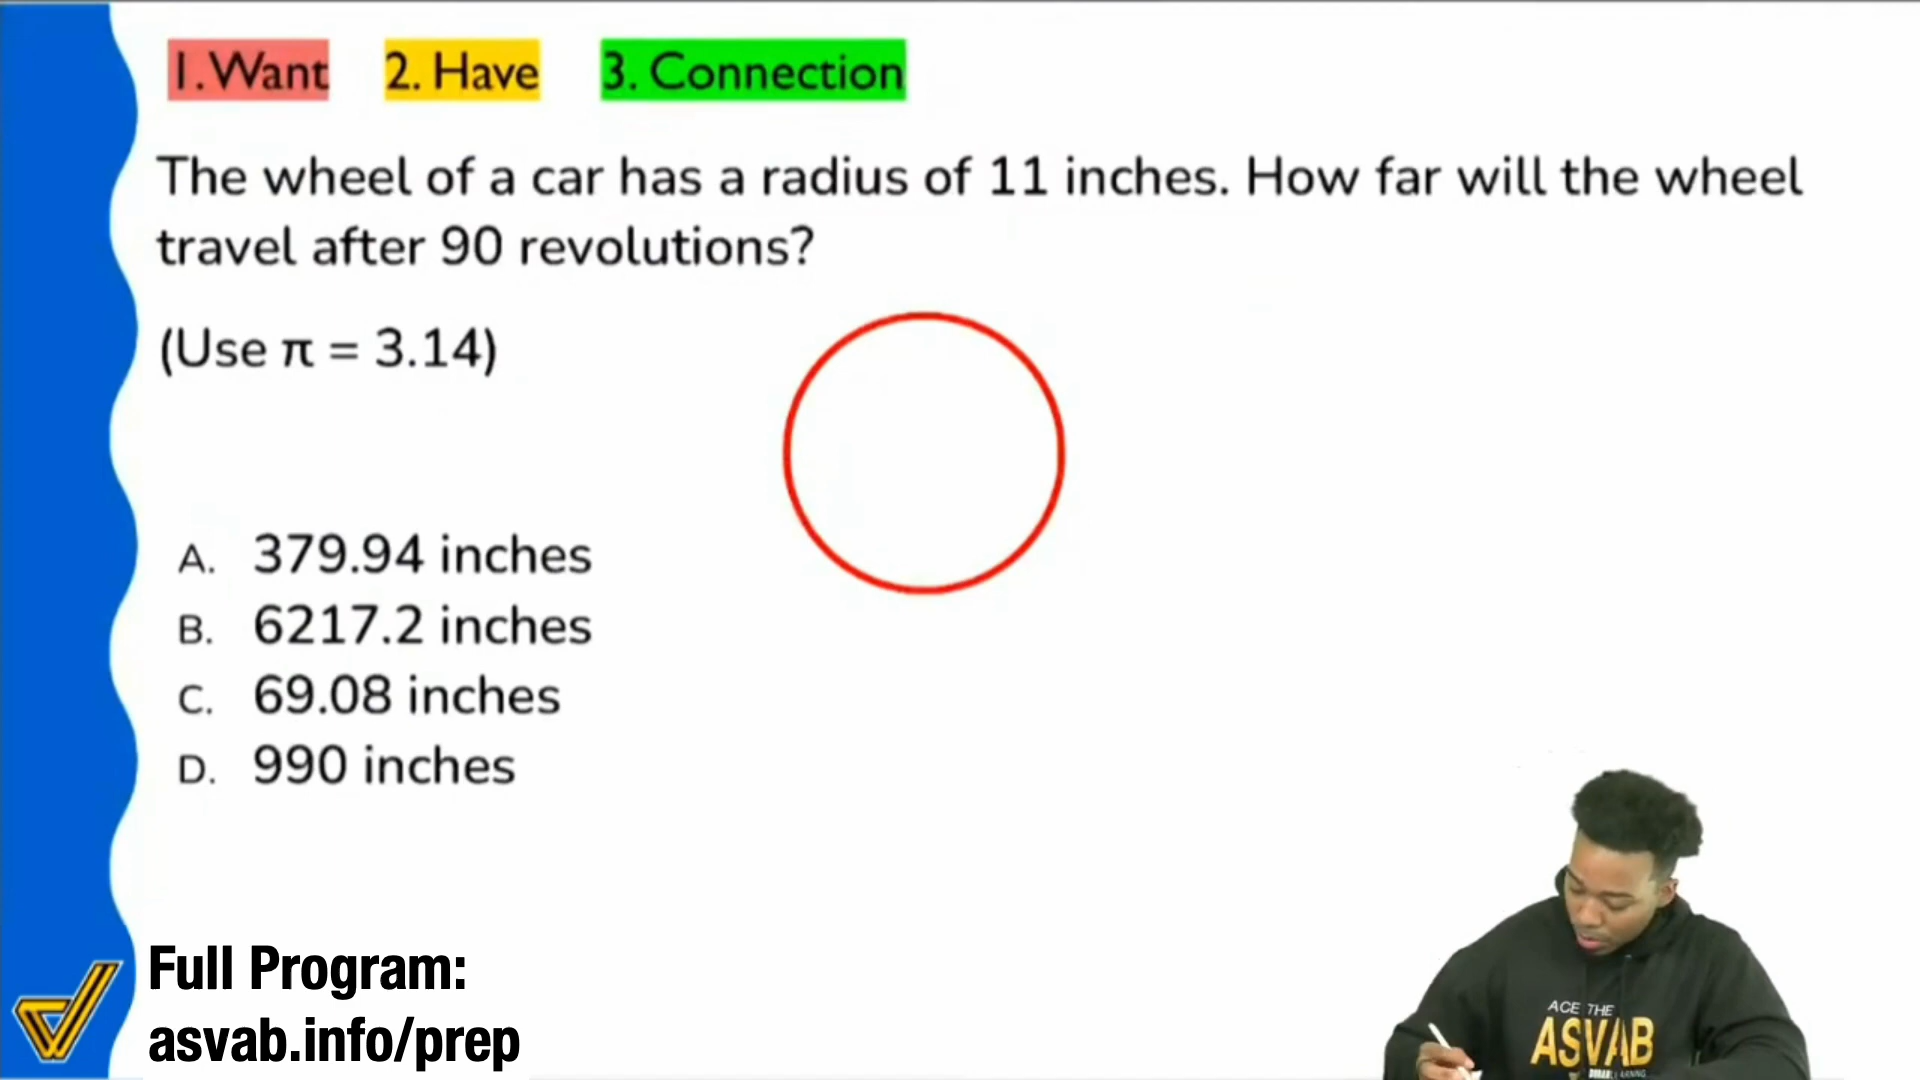 1. Want 2. Have 3. Connection
The wheel of a car has a radius of 11 inches. How far will the wheel
travel after 90 revolutions?
(Use π = 3.14)
A. 379.94 inches
B. 6217.2 inches
C. 69.08 inches
D. 990 inches
Full Program:
asvab.info/prep
ACE THE
ASVAB